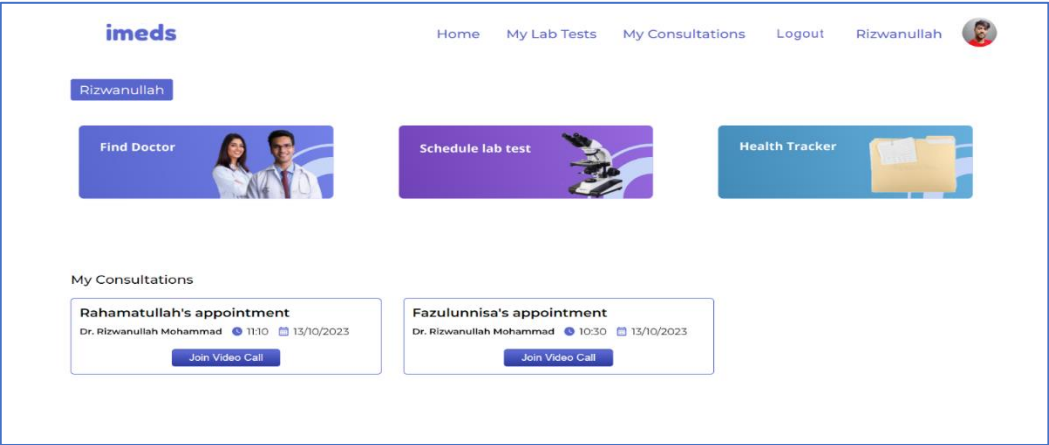 imeds Home My Lab Tests My Consultations Logout Rizwanullah
Rizwanullah
Find Doctor Schedule lab test Health Tracker
My Consultations
Rahamatullah's appointment
Dr. Rizwanullah Mohammad 11:10 13/10/2023
Join Video Call
Fazulunnisa's appointment
Dr. Rizwanullah Mohammad 10:30 13/10/2023
Join Video Call